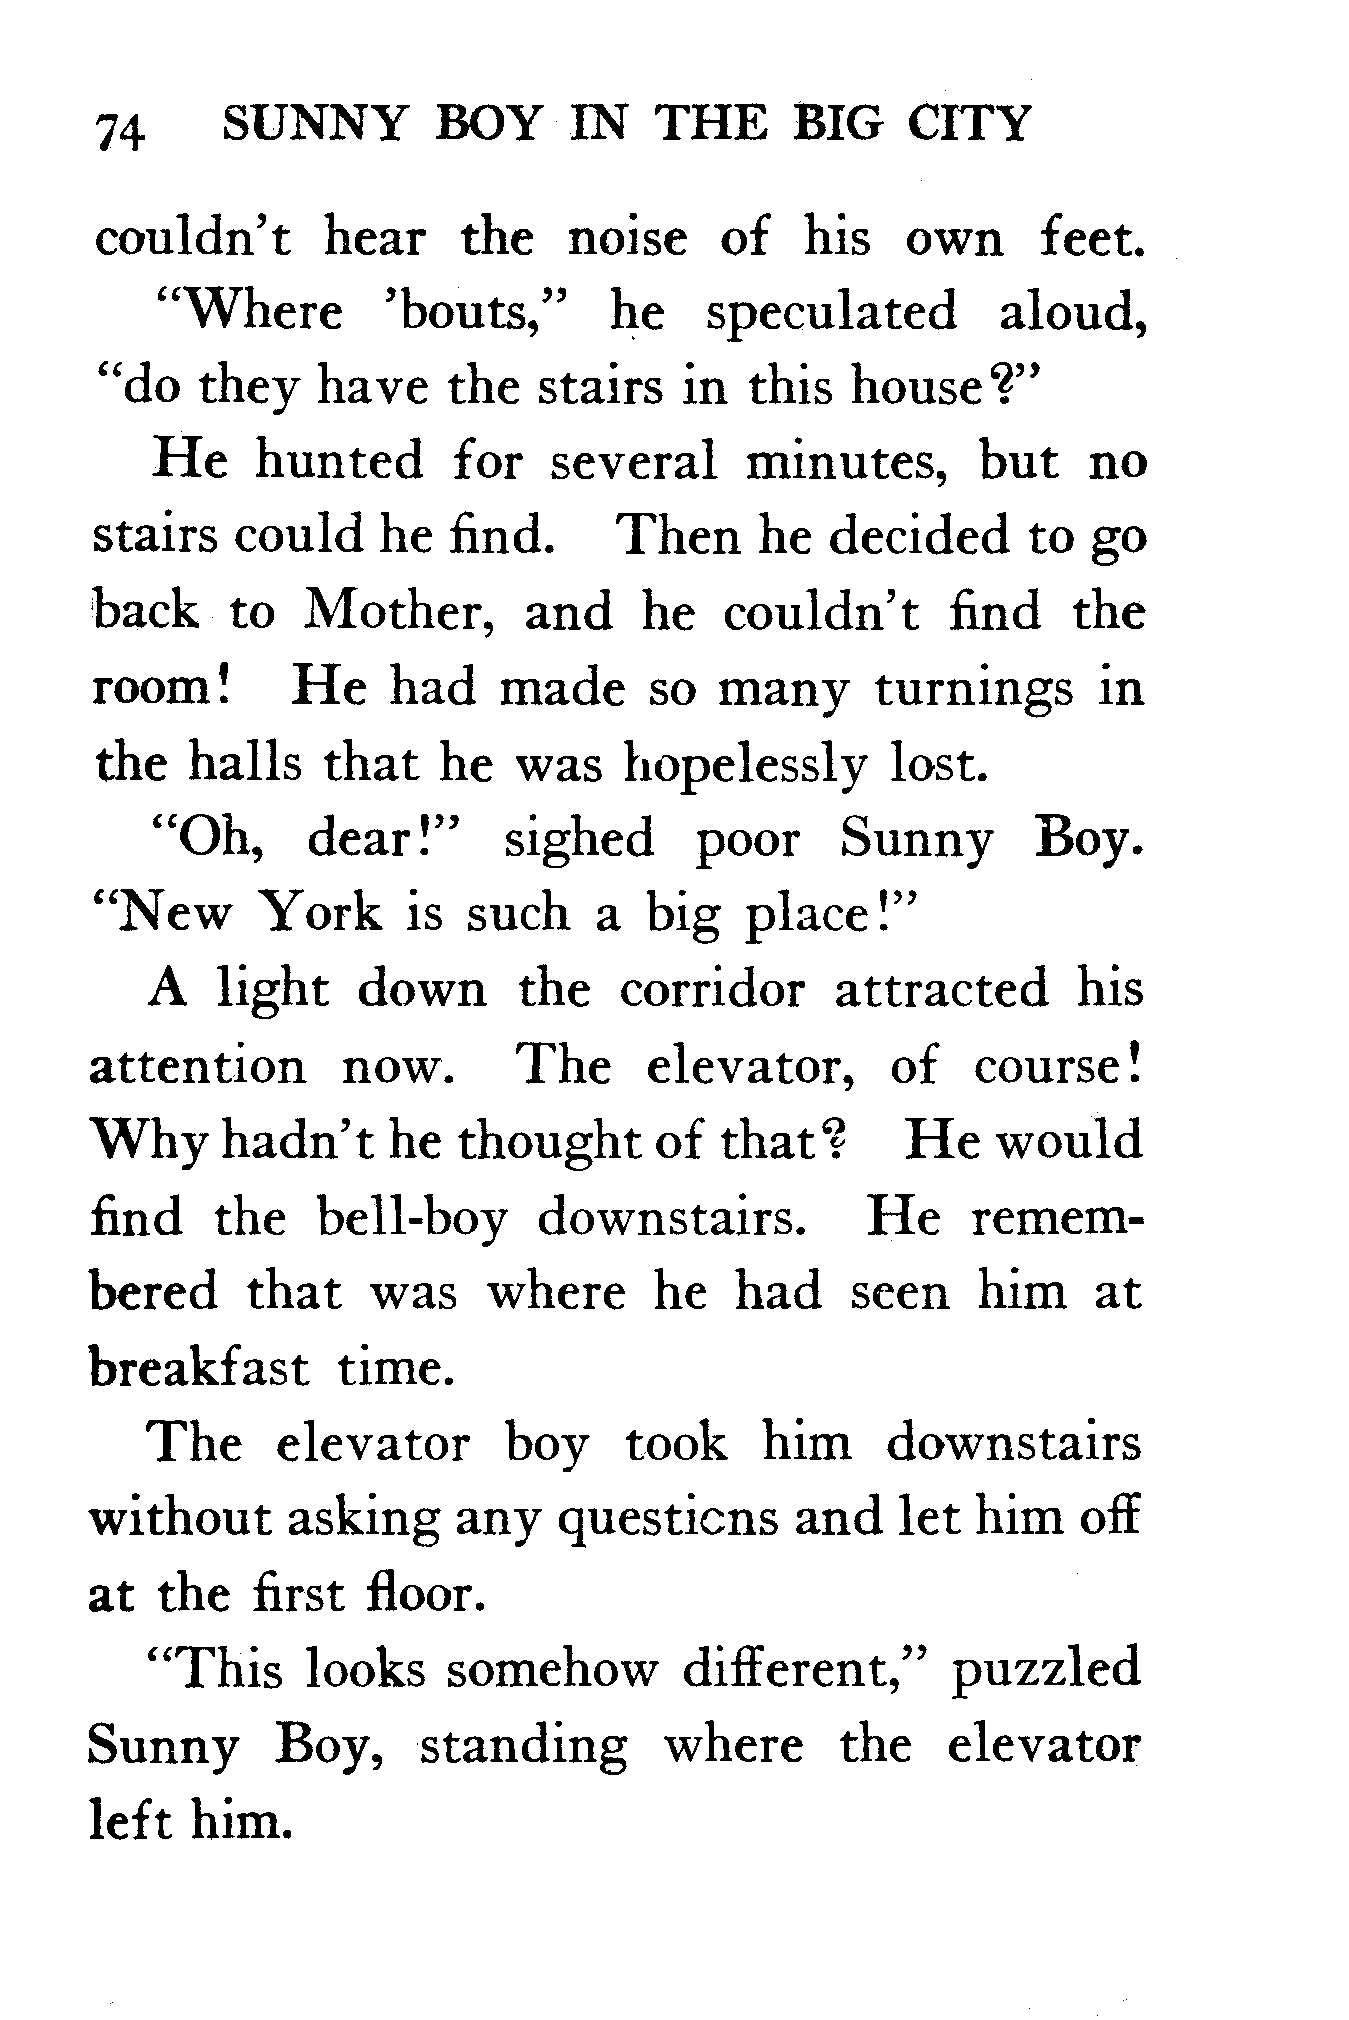 74 SUNNY BOY IN THE BIG CITY
couldn't hear the noise of his own feet.
"Where 'bouts," he speculated aloud,
"do they have the stairs in this house?"
He hunted for several minutes, but no
stairs could he find. Then he decided to go
back to Mother, and he couldn't find the
room! He had made so many turnings in
the halls that he was hopelessly lost.
"Oh, dear!" sighed poor Sunny Boy.
"New York is such a big place!"
A light down the corridor attracted his
attention now. The elevator, of course!
Why hadn't he thought of that? He would
find the bell-boy downstairs. He remem-
bered that was where he had seen him at
breakfast time.
The elevator boy took him downstairs
without asking any questions and let him off
at the first floor.
"This looks somehow different," puzzled
Sunny Boy, standing where the elevator
left him.